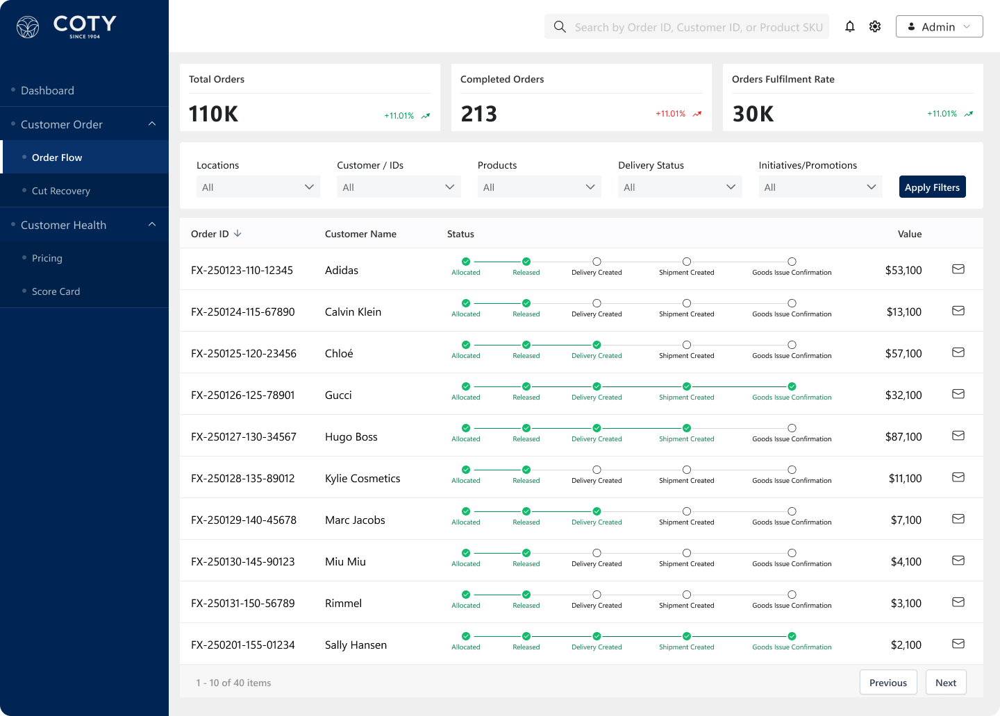 COTY
SINCE 1904
Search by Order ID, Customer ID, or Product SKU
Admin
Dashboard
Customer Order
Order Flow
Cut Recovery
Customer Health
Pricing
Score Card
Total Orders
110K
+11.01%
Completed Orders
213
+11.01%
Orders Fulfilment Rate
30K
+11.01%
Locations
All
Customer / IDs
All
Products
All
Delivery Status
All
Initiatives/Promotions
All
Apply Filters
Order ID Customer Name Status Value
FX-250123-110-12345 Adidas Allocated Released Delivery Created Shipment Created Goods Issue Confirmation $53,100
FX-250124-115-67890 Calvin Klein Allocated Released Delivery Created Shipment Created Goods Issue Confirmation $13,100
FX-250125-120-23456 Chloé Allocated Released Delivery Created Shipment Created Goods Issue Confirmation $57,100
FX-250126-125-78901 Gucci Allocated Released Delivery Created Shipment Created Goods Issue Confirmation $32,100
FX-250127-130-34567 Hugo Boss Allocated Released Delivery Created Shipment Created Goods Issue Confirmation $87,100
FX-250128-135-89012 Kylie Cosmetics Allocated Released Delivery Created Shipment Created Goods Issue Confirmation $11,100
FX-250129-140-45678 Marc Jacobs Allocated Released Delivery Created Shipment Created Goods Issue Confirmation $7,100
FX-250130-145-90123 Miu Miu Allocated Released Delivery Created Shipment Created Goods Issue Confirmation $4,100
FX-250131-150-56789 Rimmel Allocated Released Delivery Created Shipment Created Goods Issue Confirmation $3,100
FX-250201-155-01234 Sally Hansen Allocated Released Delivery Created Shipment Created Goods Issue Confirmation $2,100
1 - 10 of 40 items
Previous
Next